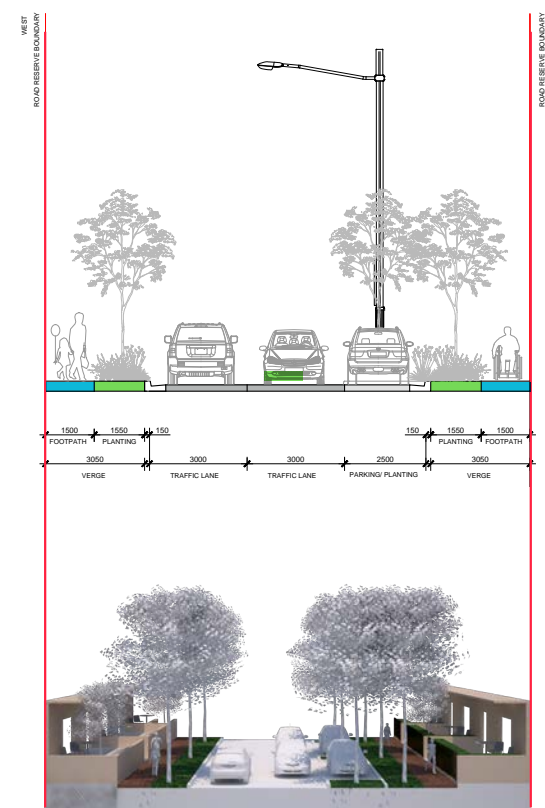 WEST
ROAD RESERVE BOUNDARY
ROAD RESERVE BOUNDARY
1500 1550 150 150 1550 1500
FOOTPATH PLANTING PLANTING FOOTPATH
3050 3000 3000 2500 3050
VERGE TRAFFIC LANE TRAFFIC LANE PARKING/ PLANTING VERGE